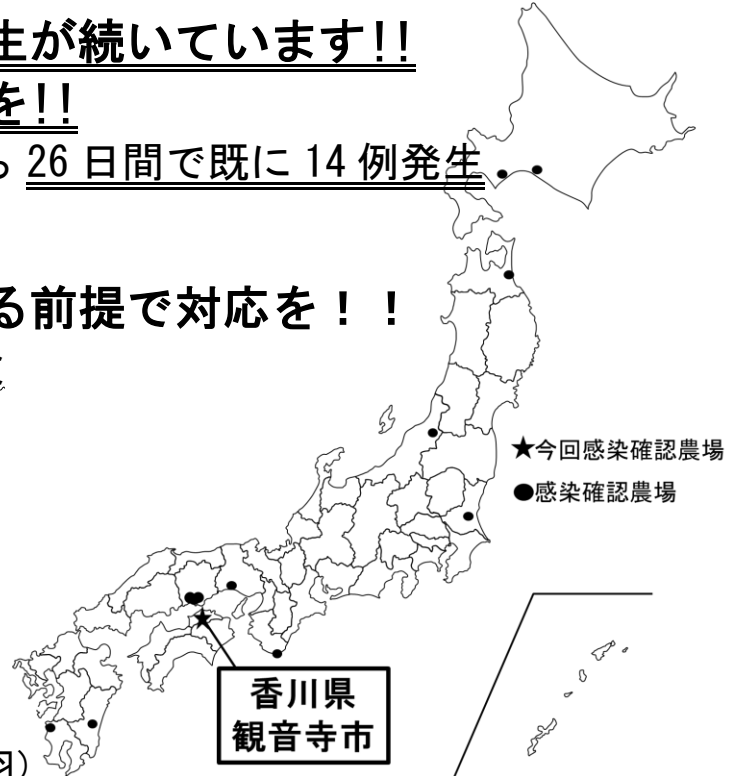 生が続いています!!
を!!
ら 26 日間で既に 14 例発生
る前提で対応を！！
★今回感染確認農場
●感染確認農場
香川県
観音寺市
羽）